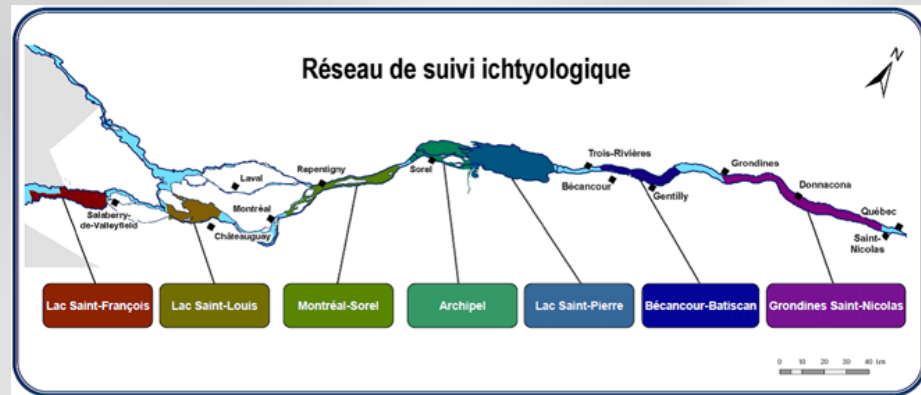 Réseau de suivi ichtyologique
N
Laval
Repentigny
Sorel
Trois-Rivières
Bécancour
Gentilly
Grondines
Donnacona
Québec
Saint-
Nicolas
Montréal
Salaberry-
de-Valleyfield
Châteauguay
Lac Saint-François
Lac Saint-Louis
Montréal-Sorel
Archipel
Lac Saint-Pierre
Bécancour-Batiscan
Grondines Saint-Nicolas
0 10 20 30 40 km